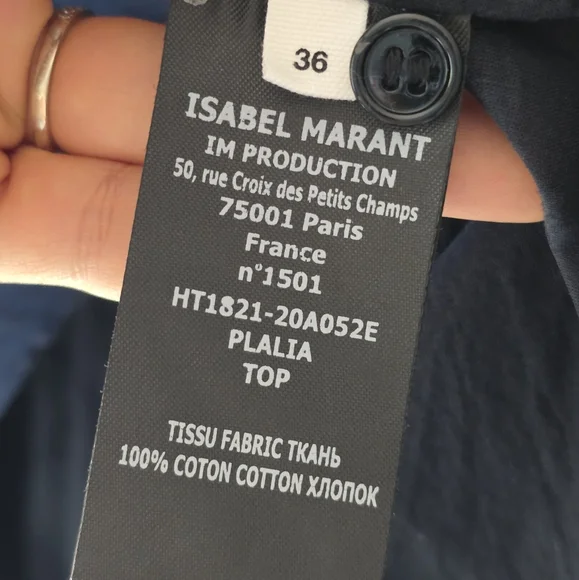 36
ISABEL MARANT
IM PRODUCTION
50, rue Croix des Petits Champs
75001 Paris
France
n°1501
HT1821-20A052E
PLALIA
TOP
TISSU FABRIC ТКАНЬ
100% COTON COTTON ХЛОПОК